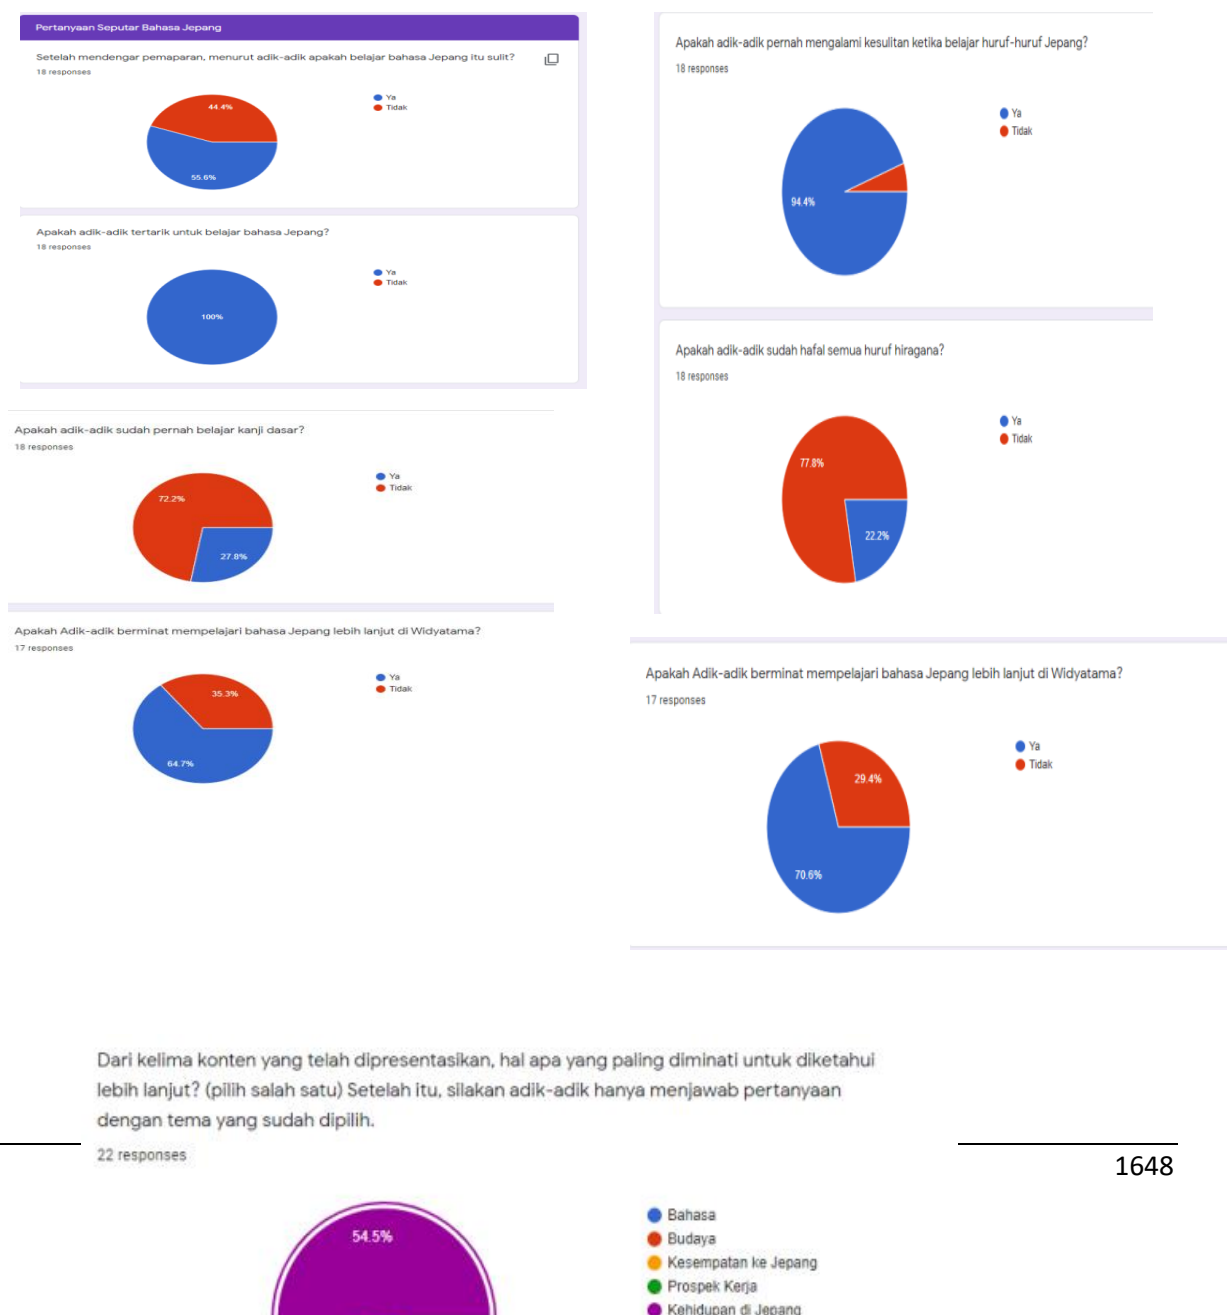 Pertanyaan Seputar Bahasa Jepang
Setelah mendengar pemaparan, menurut adik-adik apakah belajar bahasa Jepang itu sulit?
18 responses
Ya
Tidak
44.4%
55.6%
Apakah adik-adik tertarik untuk belajar bahasa Jepang?
18 responses
Ya
Tidak
100%
Apakah adik-adik sudah pernah belajar kanji dasar?
18 responses
Ya
Tidak
72.2%
27.8%
Apakah Adik-adik berminat mempelajari bahasa Jepang lebih lanjut di Widyatama?
17 responses
Ya
Tidak
35.3%
64.7%
Apakah adik-adik pernah mengalami kesulitan ketika belajar huruf-huruf Jepang?
18 responses
Ya
Tidak
94.4%
Apakah adik-adik sudah hafal semua huruf hiragana?
18 responses
Ya
Tidak
77.8%
22.2%
Apakah Adik-adik berminat mempelajari bahasa Jepang lebih lanjut di Widyatama?
17 responses
Ya
Tidak
29.4%
70.6%
Dari kelima konten yang telah dipresentasikan, hal apa yang paling diminati untuk diketahui
lebih lanjut? (pilih salah satu) Setelah itu, silakan adik-adik hanya menjawab pertanyaan
dengan tema yang sudah dipilih.
22 responses
1648
54.5%
Bahasa
Budaya
Kesempatan ke Jepang
Prospek Kerja
Kehidupan di Jepang